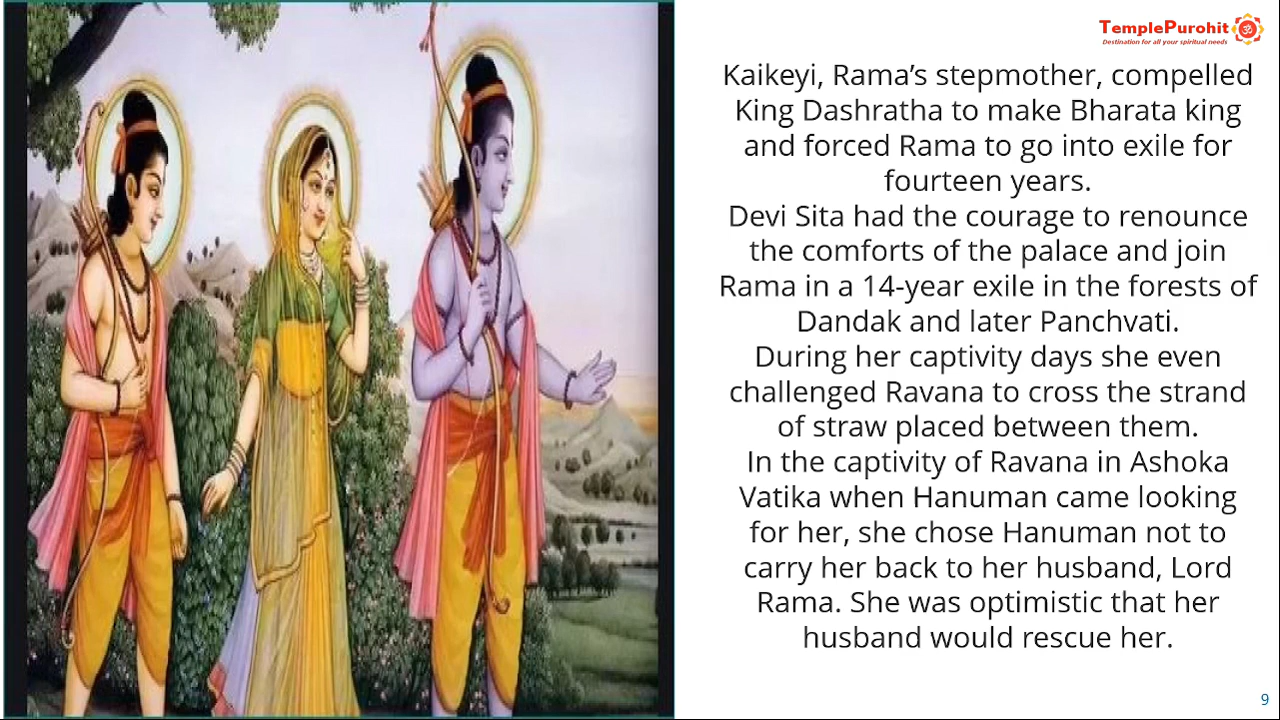 TemplePurohit
Destination for all your spiritual needs
Kaikeyi, Rama’s stepmother, compelled
King Dashratha to make Bharata king
and forced Rama to go into exile for
fourteen years.
Devi Sita had the courage to renounce
the comforts of the palace and join
Rama in a 14-year exile in the forests of
Dandak and later Panchvati.
During her captivity days she even
challenged Ravana to cross the strand
of straw placed between them.
In the captivity of Ravana in Ashoka
Vatika when Hanuman came looking
for her, she chose Hanuman not to
carry her back to her husband, Lord
Rama. She was optimistic that her
husband would rescue her.
9